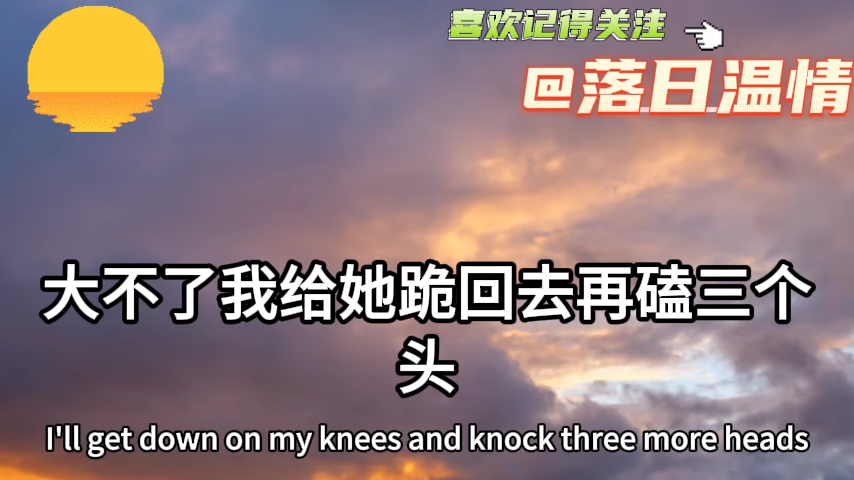 喜欢记得关注
@落日温情
大不了我给她跪回去再磕三个
头
I'll get down on my knees and knock three more heads